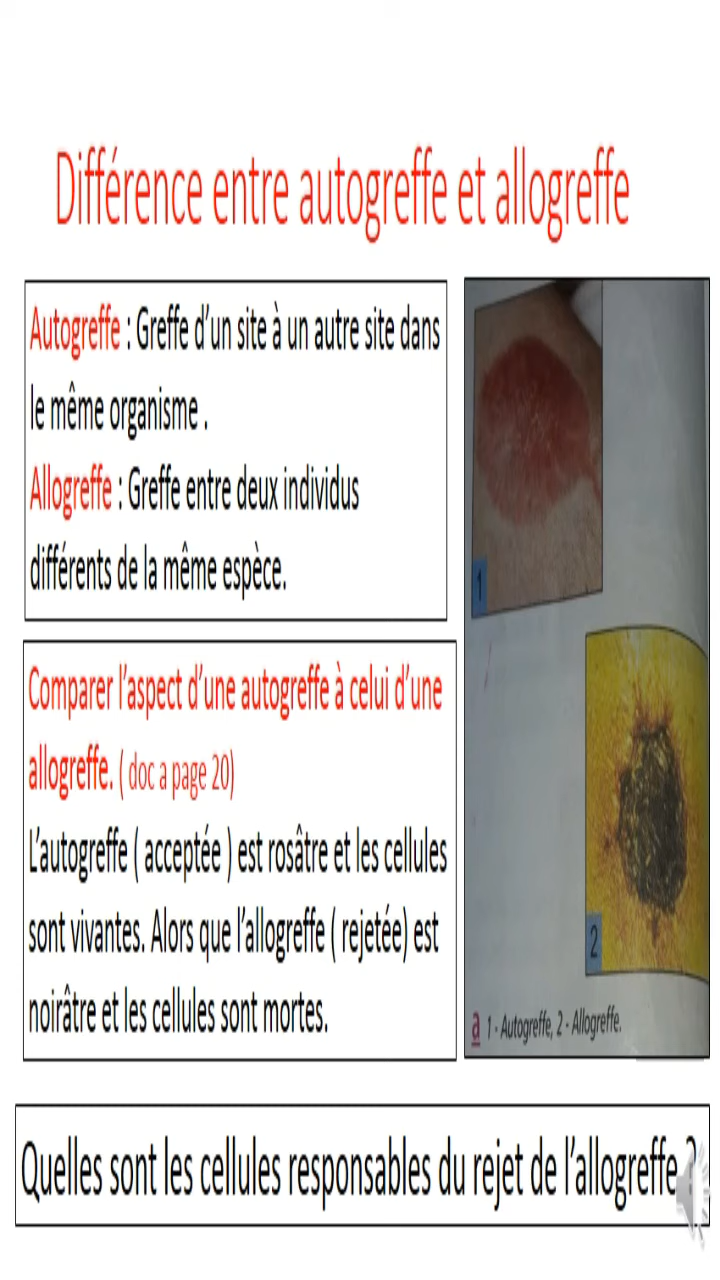 Différence entre autogreffe et allogreffe
Autogreffe : Greffe d'un site à un autre site dans
le même organisme .
Allogreffe : Greffe entre deux individus
différents de la même espèce.
Comparer l'aspect d'une autogreffe à celui d'une
allogreffe. ( doc a page 20)
L'autogreffe ( acceptée ) est rosâtre et les cellules
sont vivantes. Alors que l'allogreffe ( rejetée) est
noirâtre et les cellules sont mortes.
1
2
a 1 - Autogreffe, 2 - Allogreffe.
Quelles sont les cellules responsables du rejet de l'allogreffe ?